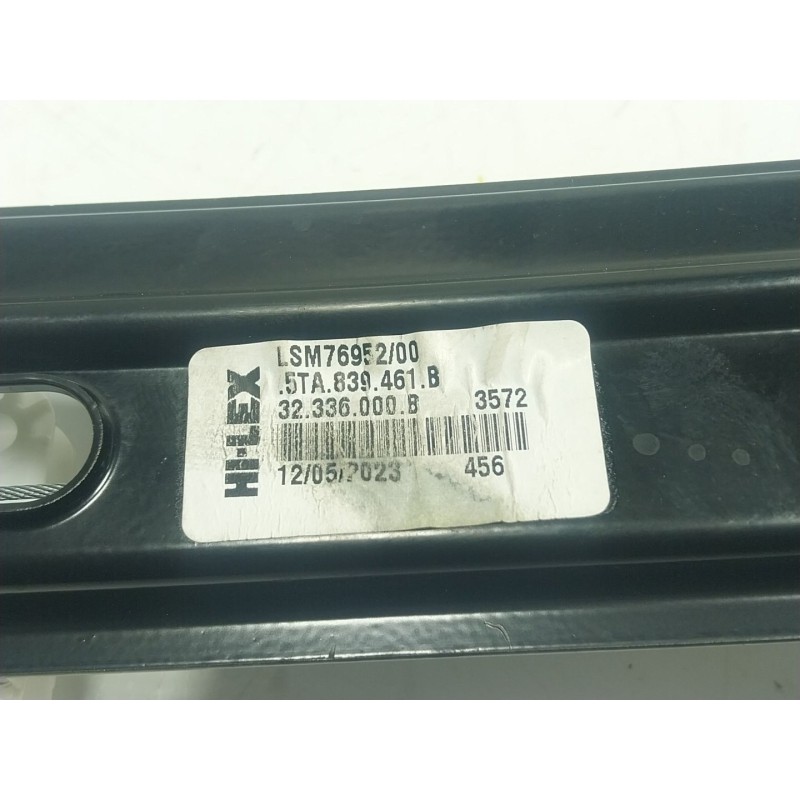 HI-LEX
LSM76952/00
.5TA.839.461.B
32.336.000.B 3572
12/05/2023 456